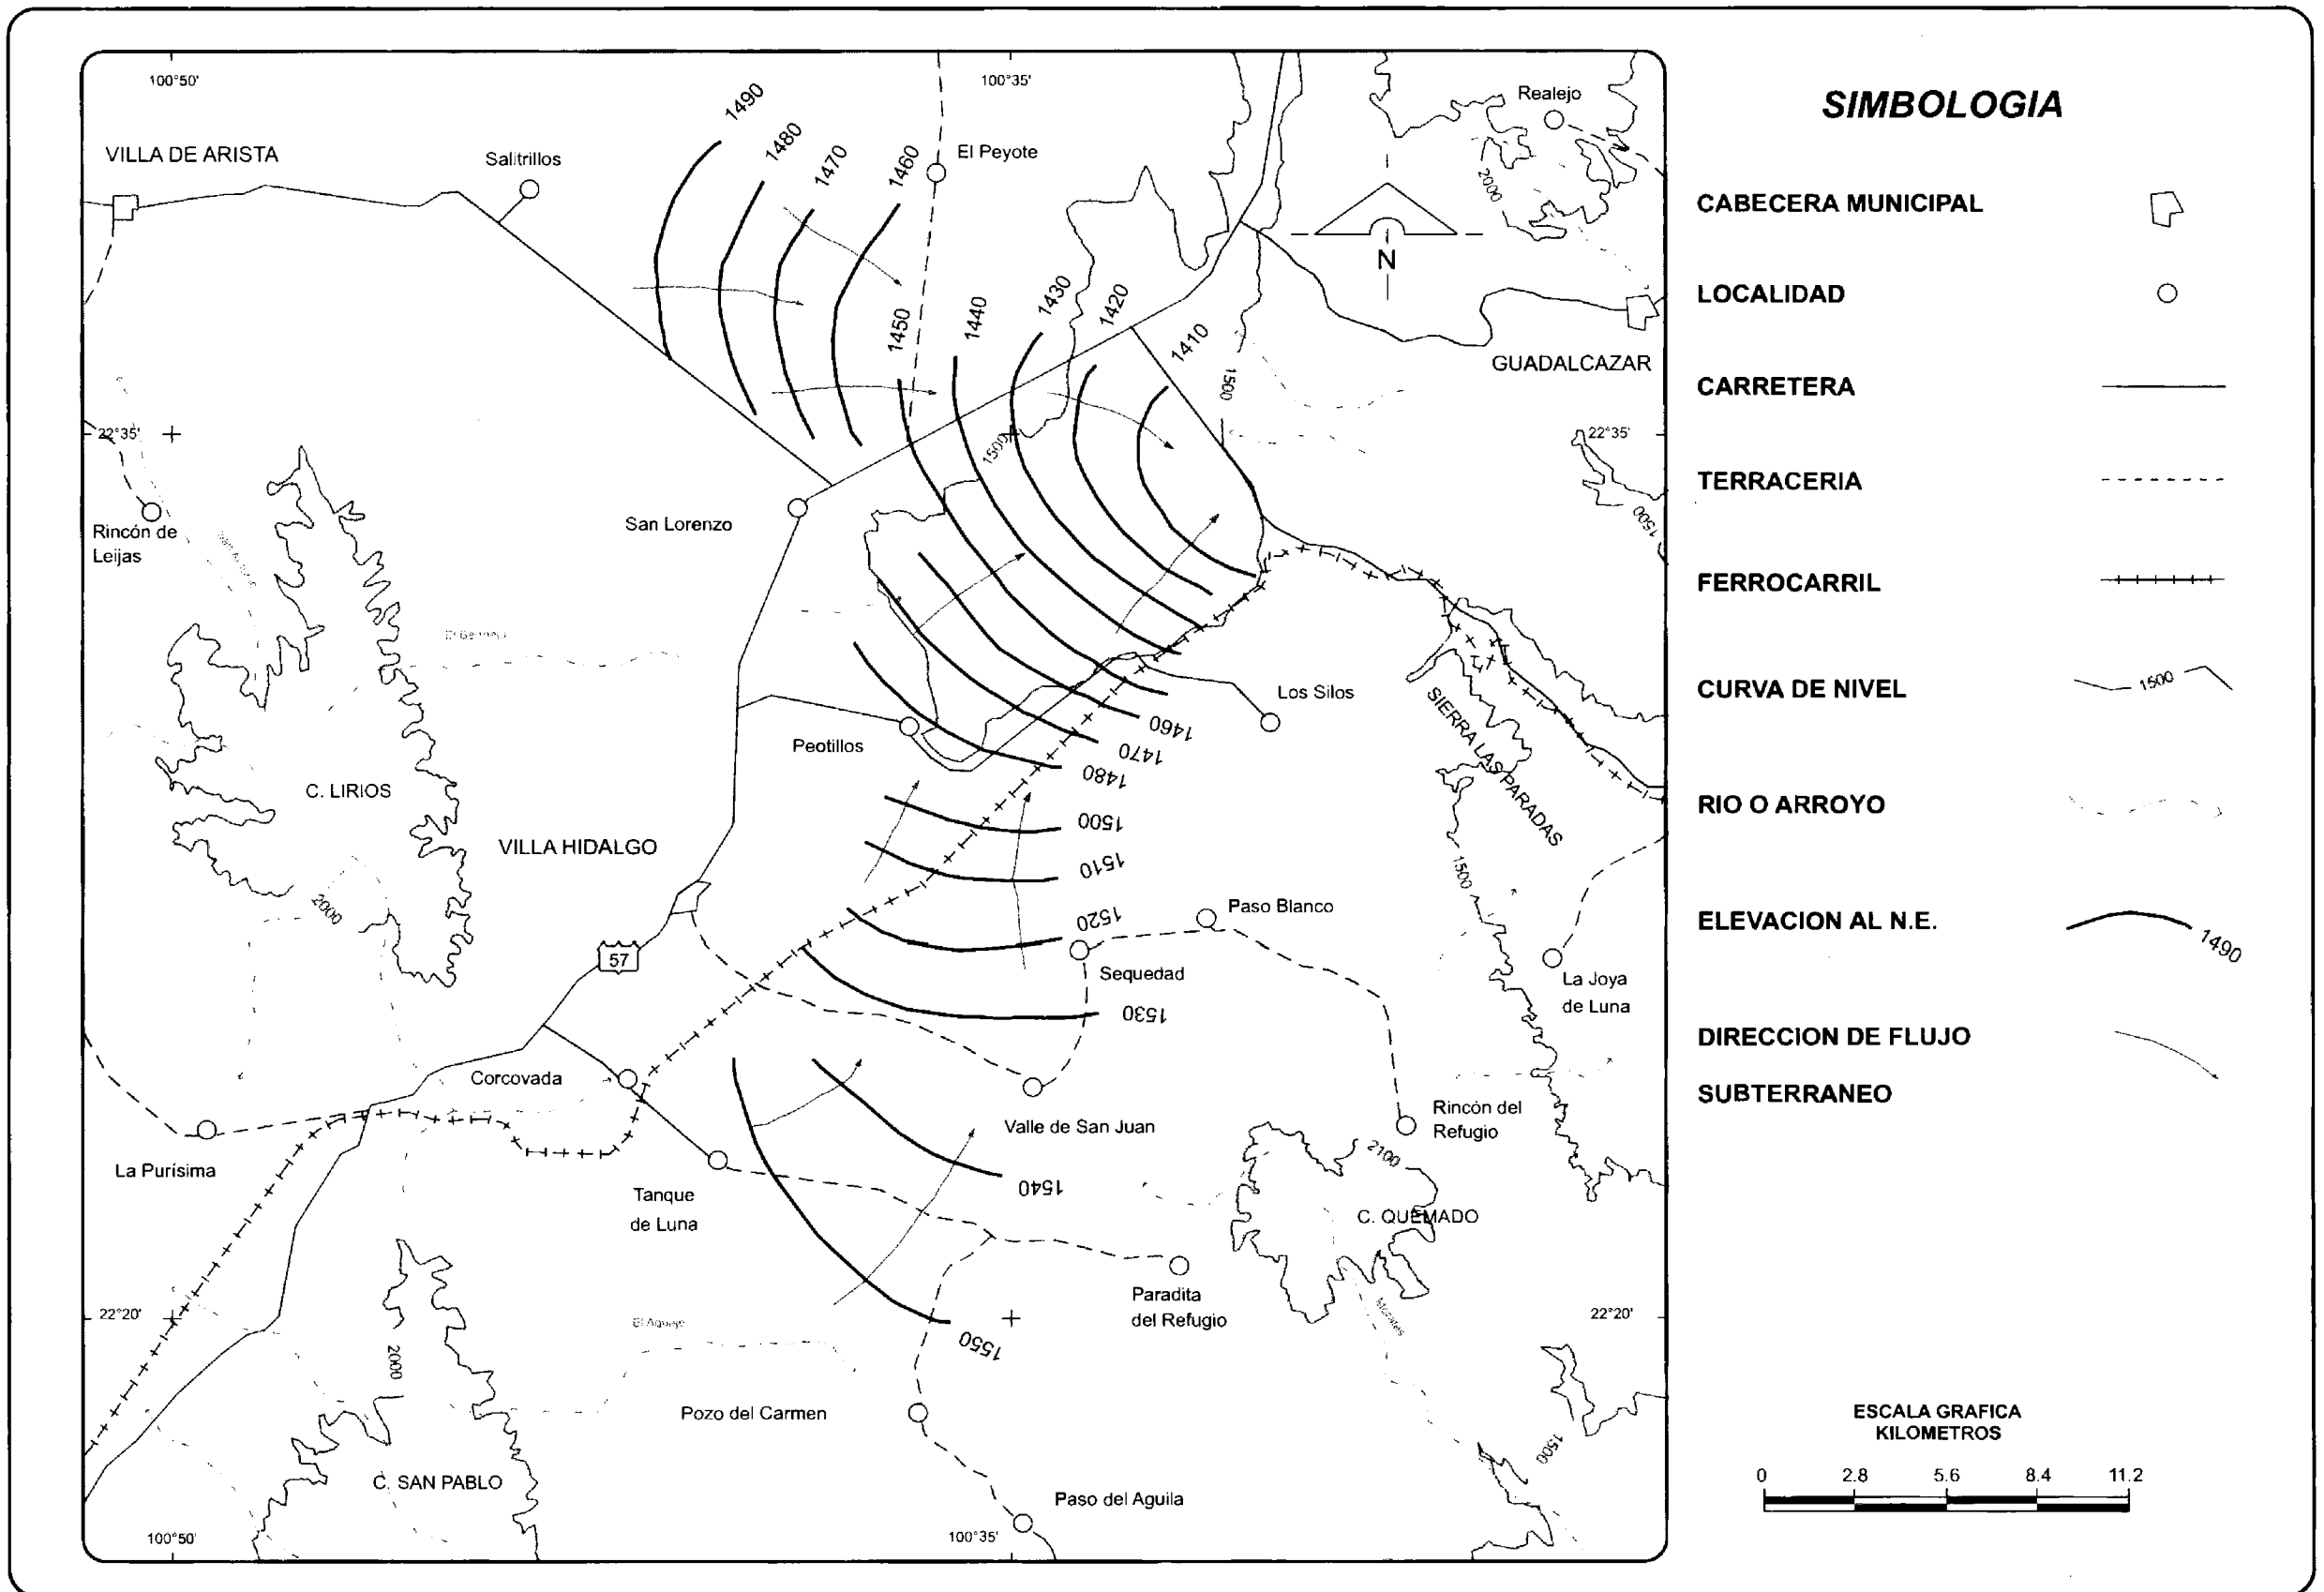 100°50'
100°35'
VILLA DE ARISTA
Salitrillos
1490
1480
1470
1460
El Peyote
Realejo
2000
1450
1440
1430
1420
1410
N
GUADALCAZAR
1500
22°35'
22°35'
1500
1500
Rincón de
Leijas
San Lorenzo
Los Silos
Peotillos
1460
1470
1480
1500
1510
1520
1530
SIERRA LAS PARADAS
C. LIRIOS
VILLA HIDALGO
2000
1500
57
Paso Blanco
Sequedad
La Joya
de Luna
Corcovada
Valle de San Juan
Rincón del
Refugio
2100
La Purísima
Tanque
de Luna
1540
C. QUEMADO
Paradita
del Refugio
22°20'
22°20'
El Aguaje
1550
2000
Pozo del Carmen
1500
C. SAN PABLO
Paso del Aguila
100°50'
100°35'
SIMBOLOGIA
CABECERA MUNICIPAL
LOCALIDAD
CARRETERA
TERRACERIA
FERROCARRIL
CURVA DE NIVEL
1500
RIO O ARROYO
ELEVACION AL N.E.
1490
DIRECCION DE FLUJO
SUBTERRANEO
ESCALA GRAFICA
KILOMETROS
0 2.8 5.6 8.4 11.2